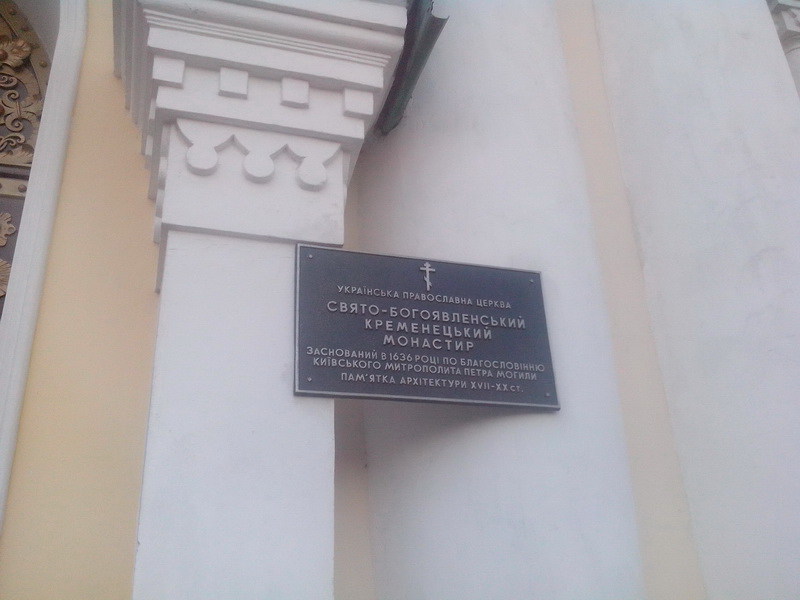 УКРАЇНСЬКА ПРАВОСЛАВНА ЦЕРКВА
СВЯТО-БОГОЯВЛЕНСЬКИЙ
КРЕМЕНЕЦЬКИЙ
МОНАСТИР
ЗАСНОВАНИЙ В 1636 РОЦІ ПО БЛАГОСЛОВІННЮ
КИЇВСЬКОГО МИТРОПОЛИТА ПЕТРА МОГИЛИ
ПАМ'ЯТКА АРХІТЕКТУРИ XVII-XX СТ.